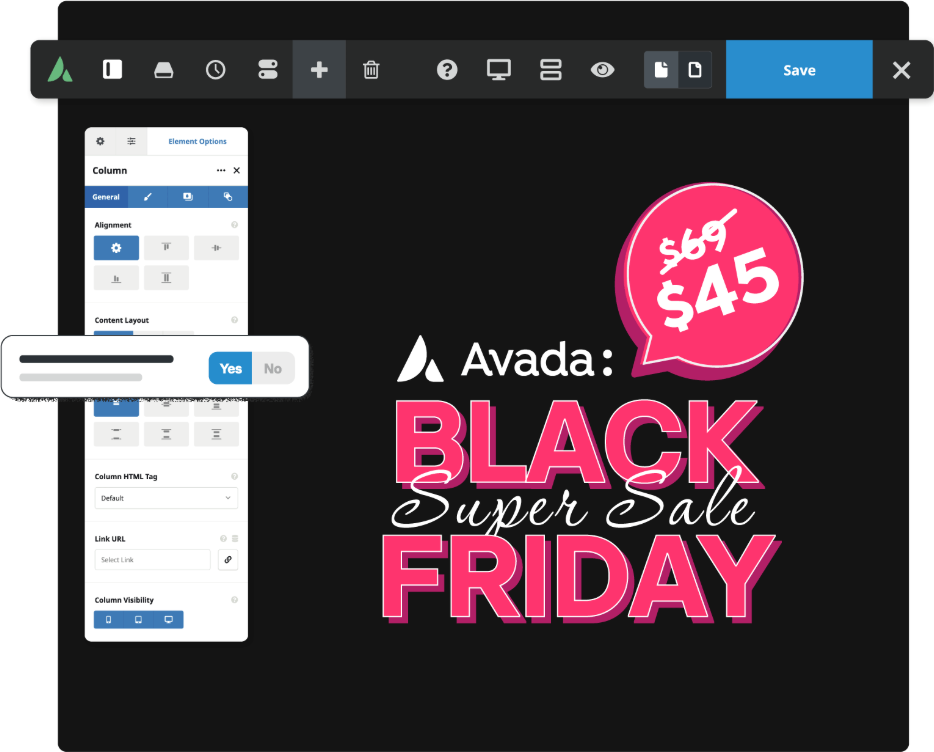 Save
Element Options
Column
General
Alignment
Content Layout
Yes
No
Column HTML Tag
Default
Link URL
Select Link
Column Visibility
$69
$45
Avada:
BLACK
Super Sale
FRIDAY